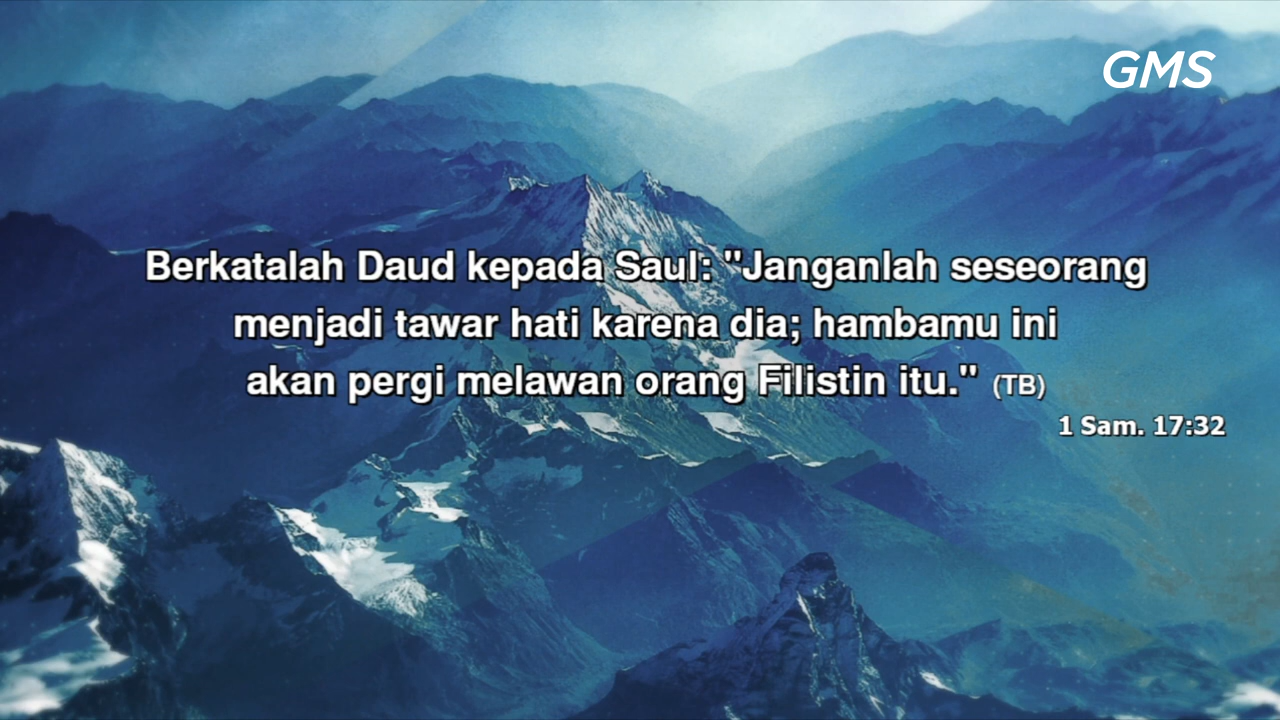 GMS
Berkatalah Daud kepada Saul: "Janganlah seseorang
menjadi tawar hati karena dia; hambamu ini
akan pergi melawan orang Filistin itu." (TB)
1 Sam. 17:32